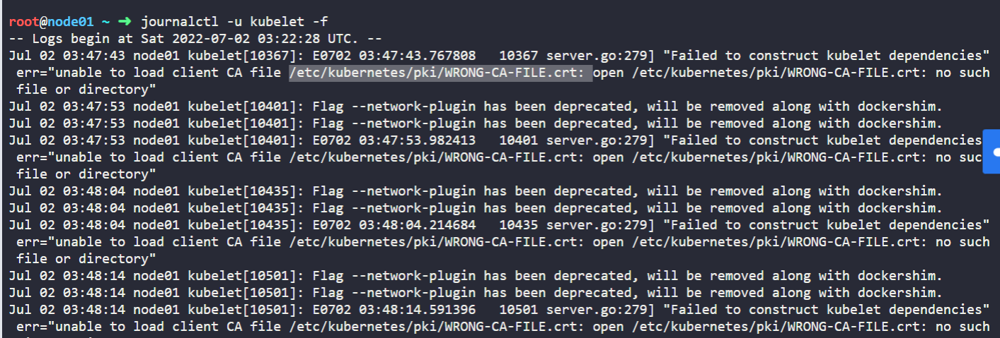 root@node01 ~ ➜ journalctl -u kubelet -f
-- Logs begin at Sat 2022-07-02 03:22:28 UTC. --
Jul 02 03:47:43 node01 kubelet[10367]: E0702 03:47:43.767808   10367 server.go:279] "Failed to construct kubelet dependencies"
err="unable to load client CA file /etc/kubernetes/pki/WRONG-CA-FILE.crt: open /etc/kubernetes/pki/WRONG-CA-FILE.crt: no such
file or directory"
Jul 02 03:47:53 node01 kubelet[10401]: Flag --network-plugin has been deprecated, will be removed along with dockershim.
Jul 02 03:47:53 node01 kubelet[10401]: Flag --network-plugin has been deprecated, will be removed along with dockershim.
Jul 02 03:47:53 node01 kubelet[10401]: E0702 03:47:53.982413   10401 server.go:279] "Failed to construct kubelet dependencies
err="unable to load client CA file /etc/kubernetes/pki/WRONG-CA-FILE.crt: open /etc/kubernetes/pki/WRONG-CA-FILE.crt: no suc
file or directory"
Jul 02 03:48:04 node01 kubelet[10435]: Flag --network-plugin has been deprecated, will be removed along with dockershim.
Jul 02 03:48:04 node01 kubelet[10435]: Flag --network-plugin has been deprecated, will be removed along with dockershim.
Jul 02 03:48:04 node01 kubelet[10435]: E0702 03:48:04.214684   10435 server.go:279] "Failed to construct kubelet dependencies"
err="unable to load client CA file /etc/kubernetes/pki/WRONG-CA-FILE.crt: open /etc/kubernetes/pki/WRONG-CA-FILE.crt: no such
file or directory"
Jul 02 03:48:14 node01 kubelet[10501]: Flag --network-plugin has been deprecated, will be removed along with dockershim.
Jul 02 03:48:14 node01 kubelet[10501]: Flag --network-plugin has been deprecated, will be removed along with dockershim.
Jul 02 03:48:14 node01 kubelet[10501]: E0702 03:48:14.591396   10501 server.go:279] "Failed to construct kubelet dependencies"
err="unable to load client CA file /etc/kubernetes/pki/WRONG-CA-FILE.crt: open /etc/kubernetes/pki/WRONG-CA-FILE.crt: no such